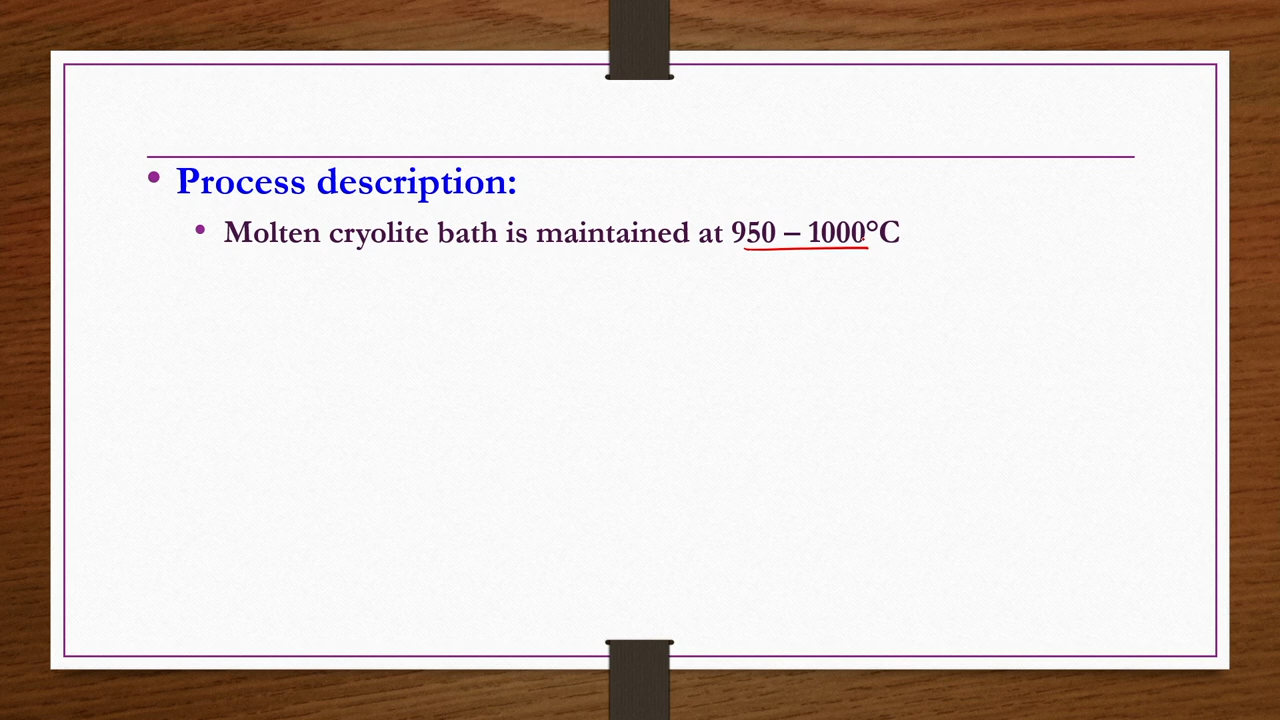 • Process description:
• Molten cryolite bath is maintained at 950 – 1000°C